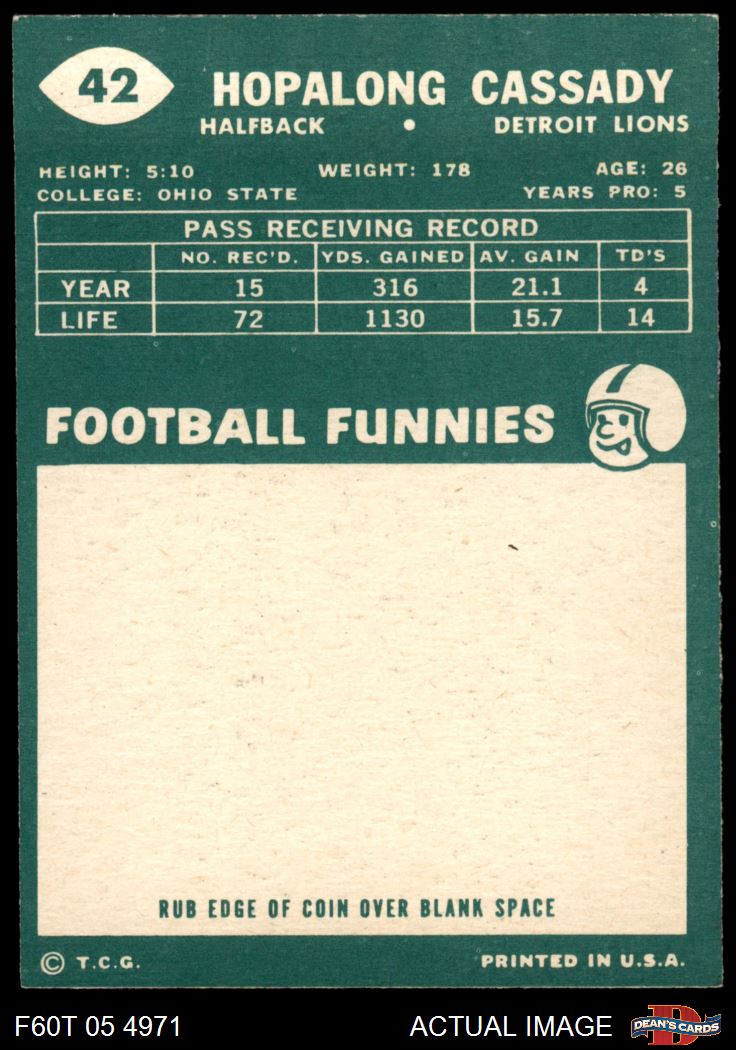 42
HOPALONG CASSADY
HALFBACK • DETROIT LIONS
HEIGHT: 5:10 WEIGHT: 178 AGE: 26
COLLEGE: OHIO STATE YEARS PRO: 5
PASS RECEIVING RECORD
NO. REC'D. YDS. GAINED AV. GAIN TD'S
YEAR 15 316 21.1 4
LIFE 72 1130 15.7 14
FOOTBALL FUNNIES
RUB EDGE OF COIN OVER BLANK SPACE
© T.C.G. PRINTED IN U.S.A.
F60T 05 4971 ACTUAL IMAGE D DEAN'S CARDS